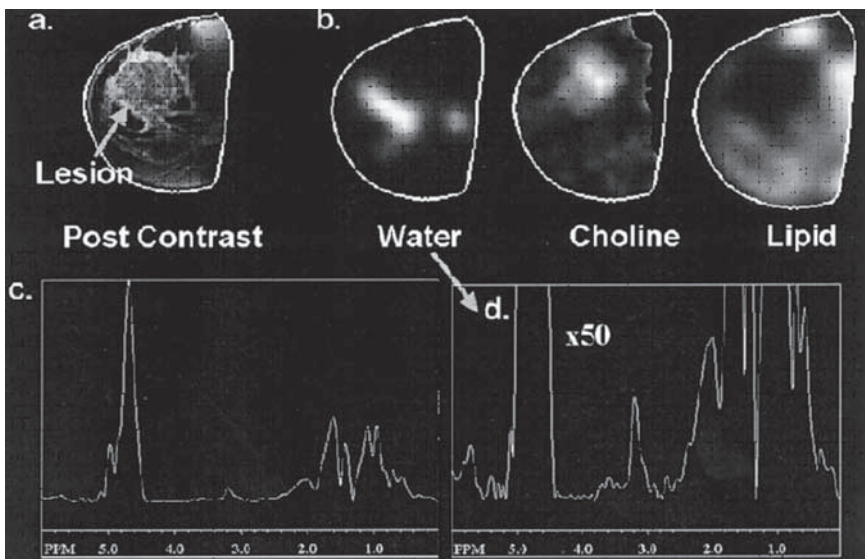 a.
b.
Lesion
Post Contrast
Water
Choline
Lipid
c.
d.
x50
PPM 5.0 4.0 3.0 2.0 1.0
PPM 5.0 4.0 3.0 2.0 1.0